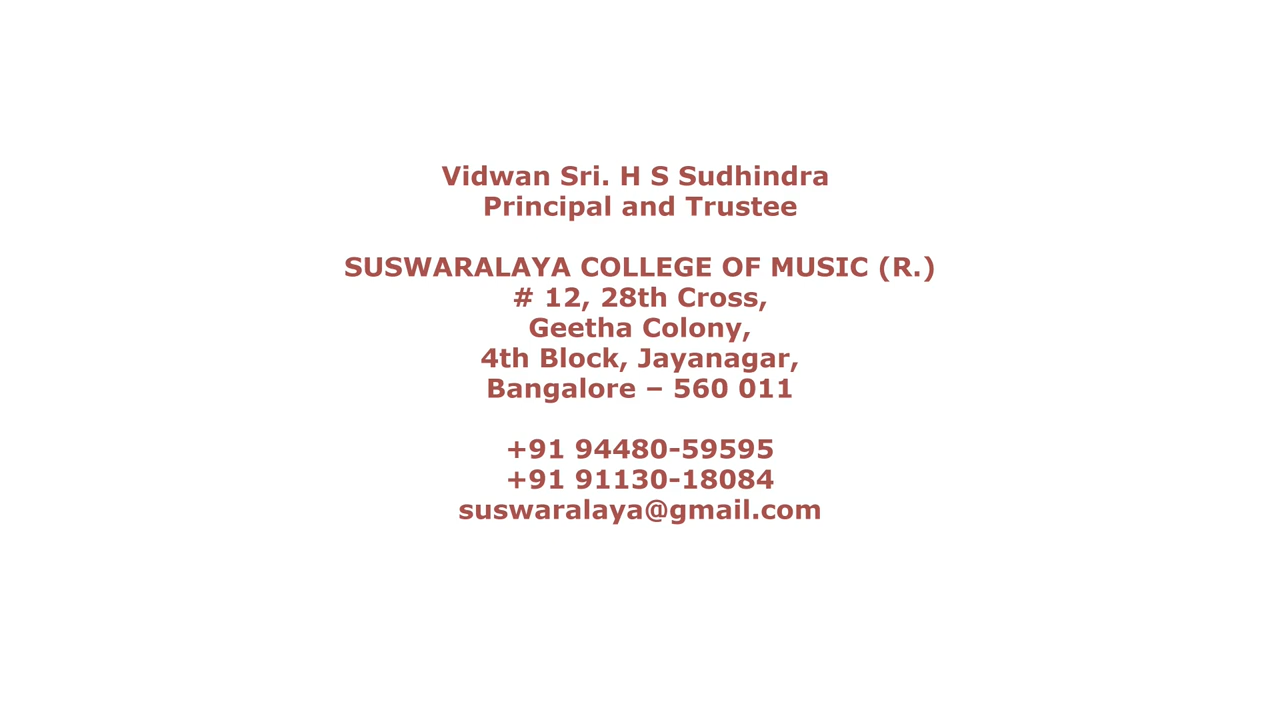 Vidwan Sri. H S Sudhindra
Principal and Trustee
SUSWARALAYA COLLEGE OF MUSIC (R.)
# 12, 28th Cross,
Geetha Colony,
4th Block, Jayanagar,
Bangalore – 560 011
+91 94480-59595
+91 91130-18084
suswaralaya@gmail.com